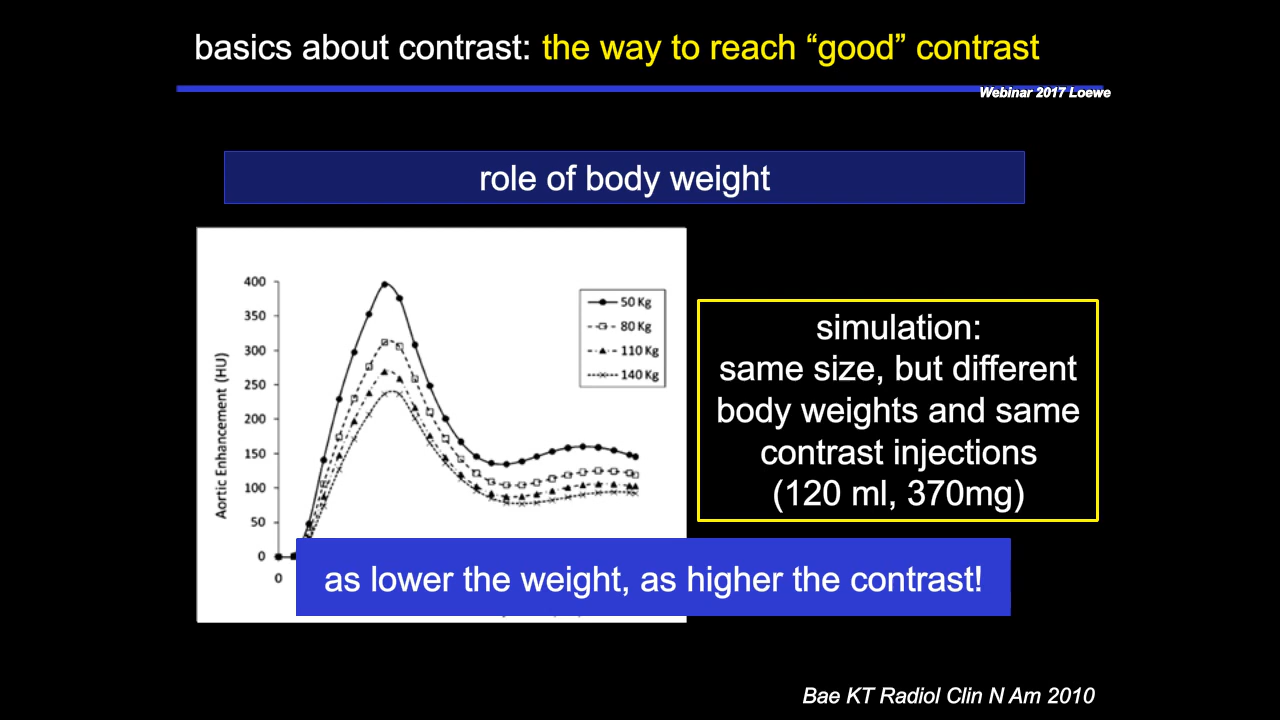 basics about contrast: the way to reach “good” contrast
Webinar 2017 Loewe
role of body weight
400
350
300
250
200
150
100
50
0
0
Aortic Enhancement (HU)
50 Kg
80 Kg
110 Kg
140 Kg
simulation:
same size, but different
body weights and same
contrast injections
(120 ml, 370mg)
as lower the weight, as higher the contrast!
Bae KT Radiol Clin N Am 2010